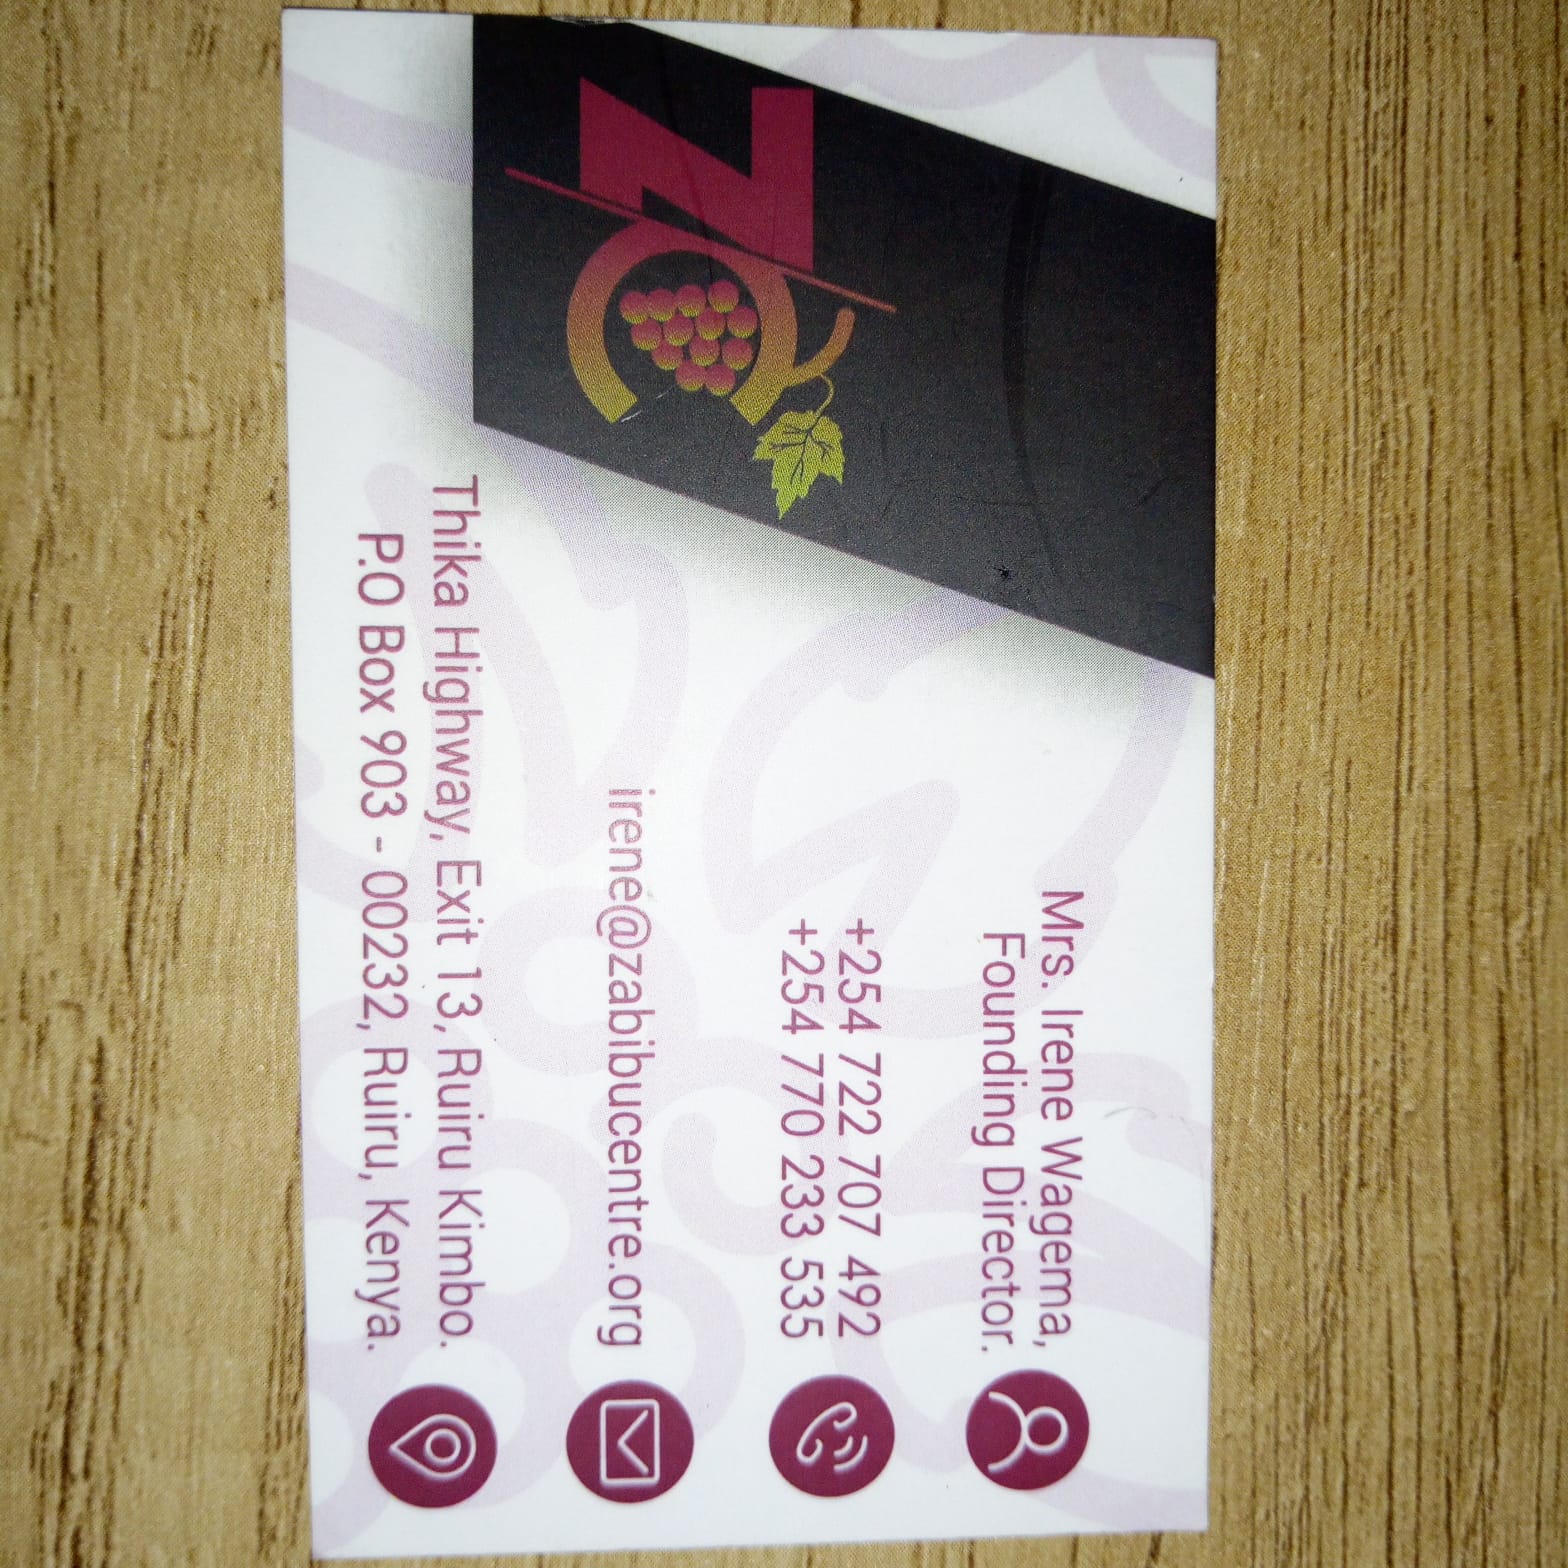 ZC
Mrs. Irene Wagema,
Founding Director.
+254 722 707 492
+254 770 233 535
irene@zabibucentre.org
Thika Highway, Exit 13, Ruiru Kimbo.
P.O Box 903 - 00232, Ruiru, Kenya.